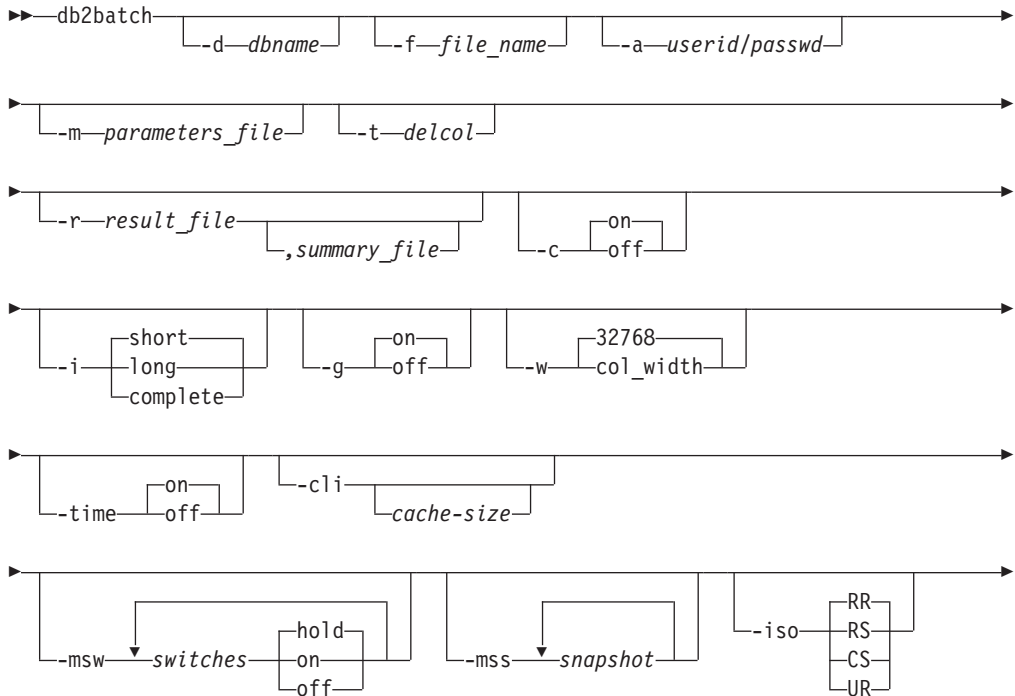 db2batch
-d dbname -f file_name -a userid/passwd
-m parameters_file -t delcol
-r result_file
,summary_file
-c
on
off
-i
short
long
complete
-g
on
off
-w
32768
col_width
-time
on
off
-cli
cache-size
-msw switches
hold
on
off
-mss snapshot
-iso
RR
RS
CS
UR